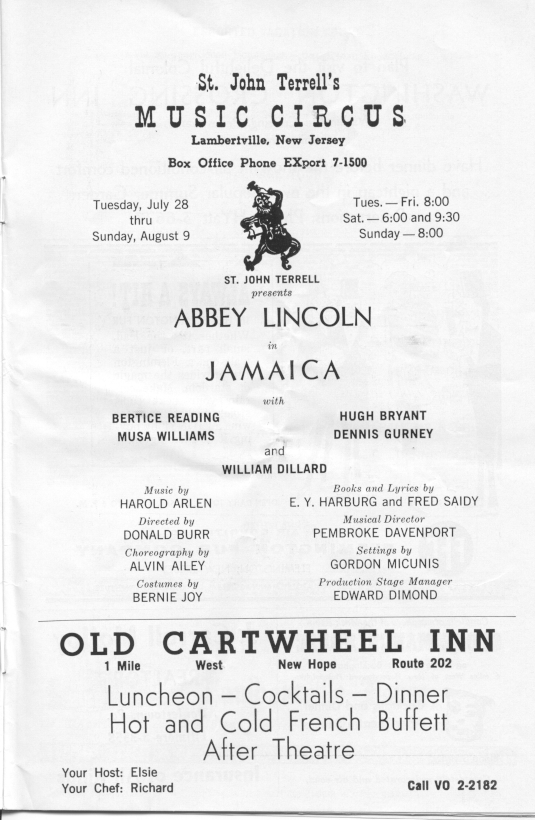 St. John Terrell's
MUSIC CIRCUS
Lambertville, New Jersey
Box Office Phone EXport 7-1500
Tuesday, July 28
thru
Sunday, August 9
Tues. — Fri. 8:00
Sat. — 6:00 and 9:30
Sunday — 8:00
ST. JOHN TERRELL
presents
ABBEY LINCOLN
in
JAMAICA
with
BERTICE READING
MUSA WILLIAMS
HUGH BRYANT
DENNIS GURNEY
and
WILLIAM DILLARD
Music by
HAROLD ARLEN
Directed by
DONALD BURR
Choreography by
ALVIN AILEY
Costumes by
BERNIE JOY
Books and Lyrics by
E. Y. HARBURG and FRED SAIDY
Musical Director
PEMBROKE DAVENPORT
Settings by
GORDON MICUNIS
Production Stage Manager
EDWARD DIMOND
OLD CARTWHEEL INN
1 Mile West New Hope Route 202
Luncheon — Cocktails — Dinner
Hot and Cold French Buffett
After Theatre
Your Host: Elsie
Your Chef: Richard
Call VO 2-2182